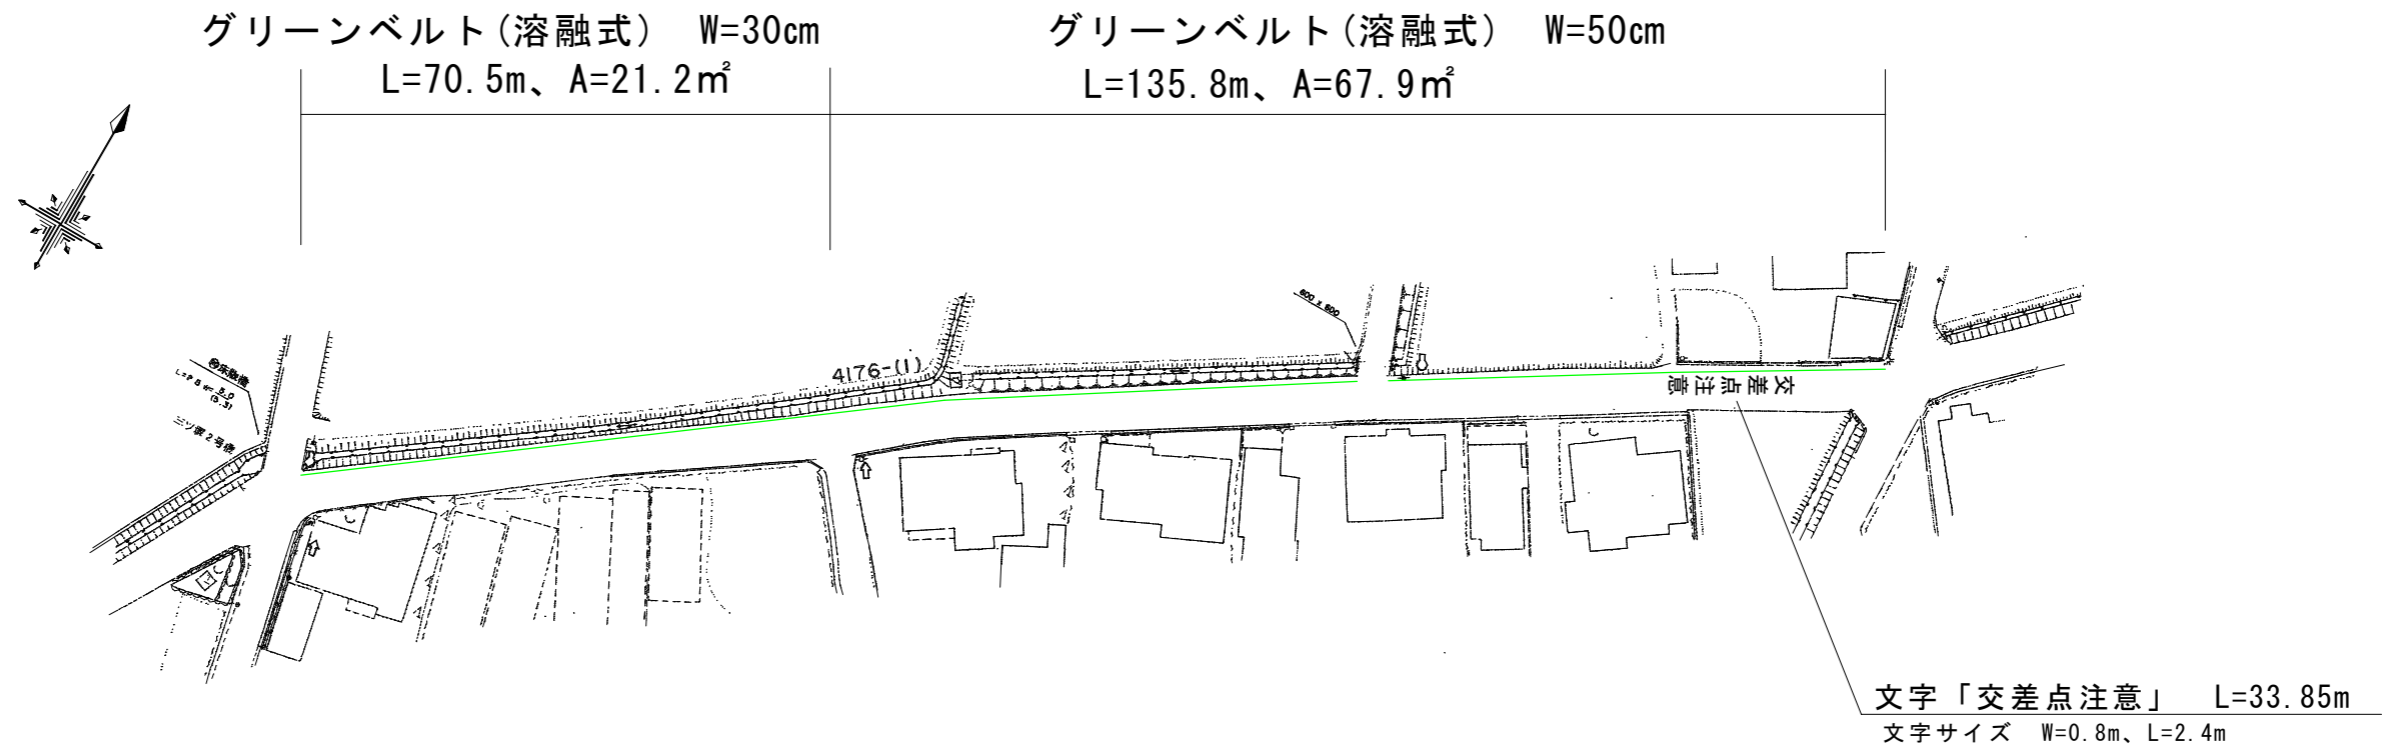 グリーンベルト(溶融式)　W=30㎝
L=70.5m、A=21.2㎡
グリーンベルト(溶融式)　W=50㎝
L=135.8m、A=67.9㎡
600 x 600
4176-(1)
三ツ家2号橋
交差点注意
文字「交差点注意」　L=33.85m
文字サイズ　W=0.8m、L=2.4m